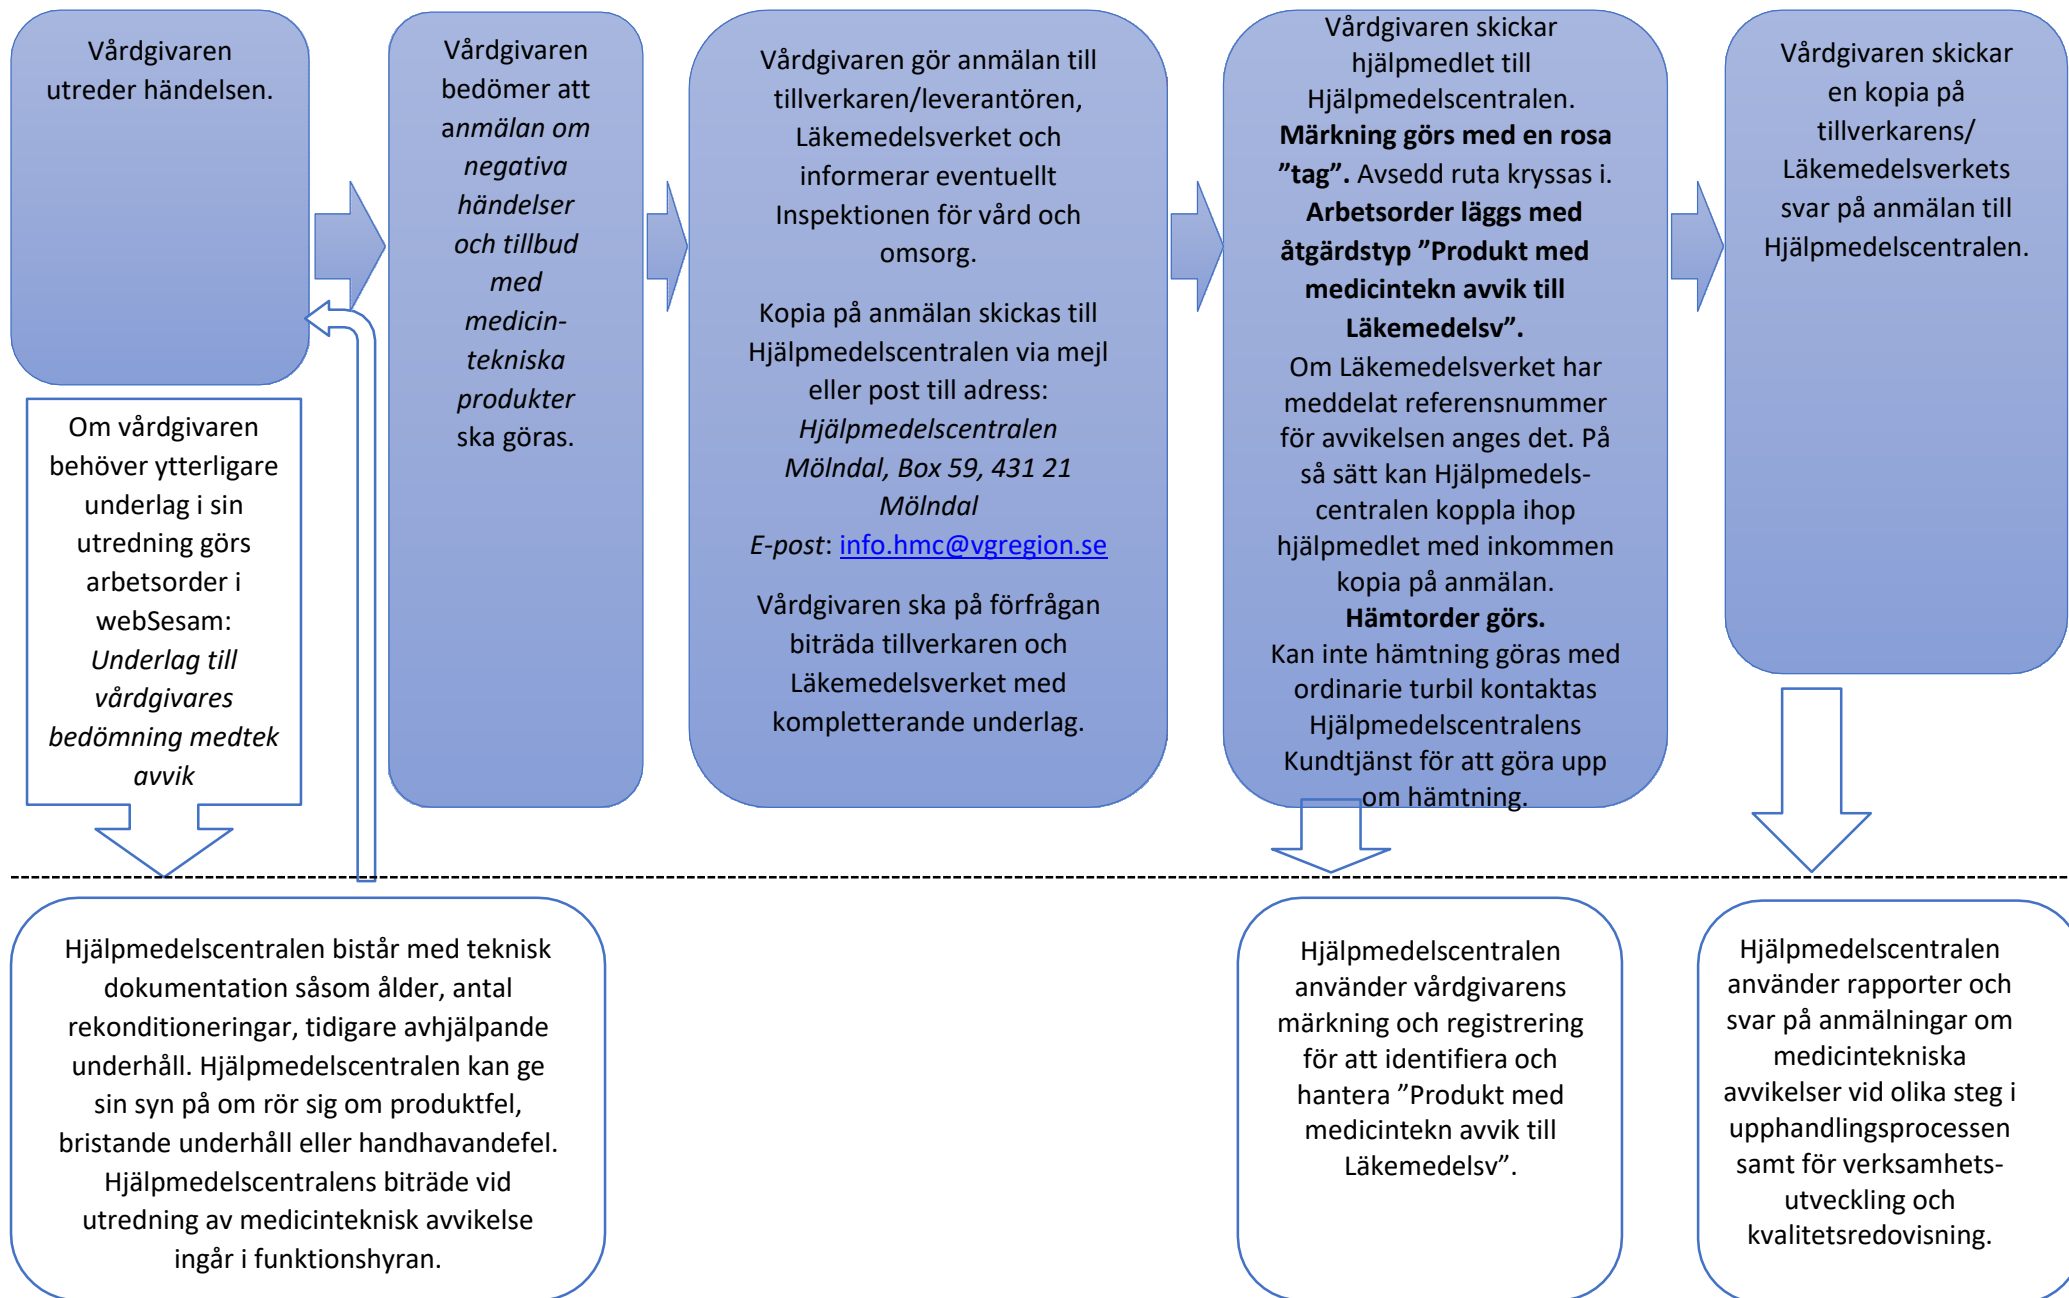 Vårdgivaren
utreder händelsen.
Om vårdgivaren
behöver ytterligare
underlag i sin
utredning görs
arbetsorder i
webSesam:
Underlag till
vårdgivares
bedömning medtek
avvik
Vårdgivaren
bedömer att
anmälan om
negativa
händelser
och tillbud
med
medicin-
tekniska
produkter
ska göras.
Vårdgivaren gör anmälan till
tillverkaren/leverantören,
Läkemedelsverket och
informerar eventuellt
Inspektionen för vård och
omsorg.
Kopia på anmälan skickas till
Hjälpmedelscentralen via mejl
eller post till adress:
Hjälpmedelscentralen
Mölndal, Box 59, 431 21
Mölndal
E-post: info.hmc@vgregion.se
Vårdgivaren ska på förfrågan
biträda tillverkaren och
Läkemedelsverket med
kompletterande underlag.
Vårdgivaren skickar
hjälpmedlet till
Hjälpmedelscentralen.
Märkning görs med en rosa
”tag”. Avsedd ruta kryssas i.
Arbetsorder läggs med
åtgärdstyp ”Produkt med
medicintekn avvik till
Läkemedelsv”.
Om Läkemedelsverket har
meddelat referensnummer
för avvikelsen anges det. På
så sätt kan Hjälpmedels-
centralen koppla ihop
hjälpmedlet med inkommen
kopia på anmälan.
Hämtorder görs.
Kan inte hämtning göras med
ordinarie turbil kontaktas
Hjälpmedelscentralens
Kundtjänst för att göra upp
om hämtning.
Vårdgivaren skickar
en kopia på
tillverkarens/
Läkemedelsverkets
svar på anmälan till
Hjälpmedelscentralen.
Hjälpmedelscentralen bistår med teknisk
dokumentation såsom ålder, antal
rekonditioneringar, tidigare avhjälpande
underhåll. Hjälpmedelscentralen kan ge
sin syn på om rör sig om produktfel,
bristande underhåll eller handhavandefel.
Hjälpmedelscentralens biträde vid
utredning av medicinteknisk avvikelse
ingår i funktionshyran.
Hjälpmedelscentralen
använder vårdgivarens
märkning och registrering
för att identifiera och
hantera ”Produkt med
medicintekn avvik till
Läkemedelsv”.
Hjälpmedelscentralen
använder rapporter och
svar på anmälningar om
medicintekniska
avvikelser vid olika steg i
upphandlingsprocessen
samt för verksamhets-
utveckling och
kvalitetsredovisning.